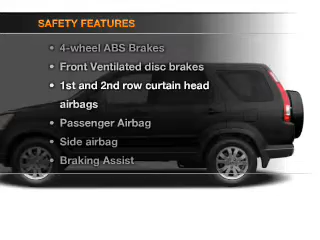 SAFETY FEATURES
• 4-wheel ABS Brakes
• Front Ventilated disc brakes
• 1st and 2nd row curtain head
airbags
• Passenger Airbag
• Side airbag
• Braking Assist